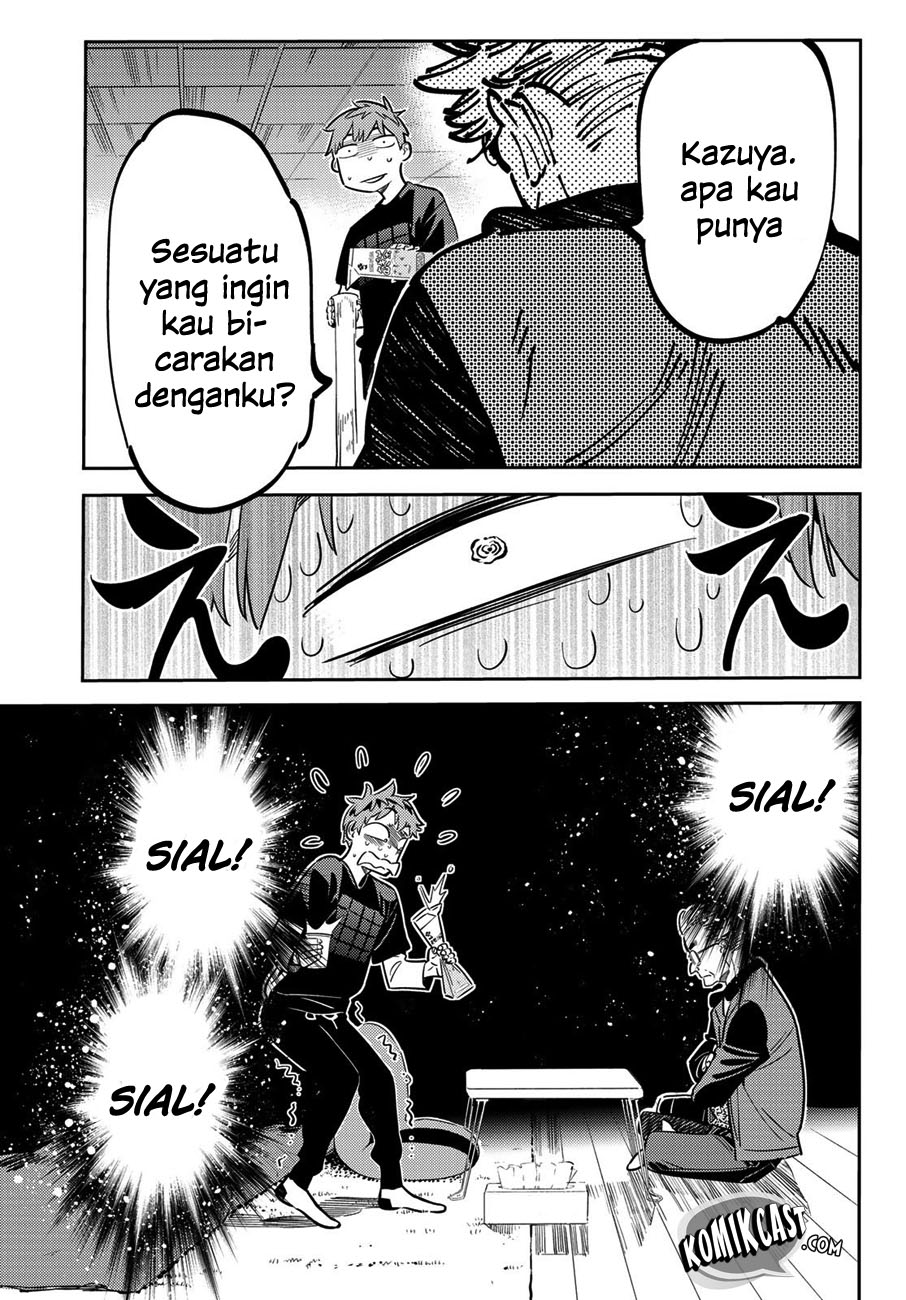 Kazuya.
apa kau
punya
Sesuatu
yang ingin
kau bi-
carakan
denganku?
え
え
SIAL!
SIAL!
SIAL!
KOMIKCAST
.COM